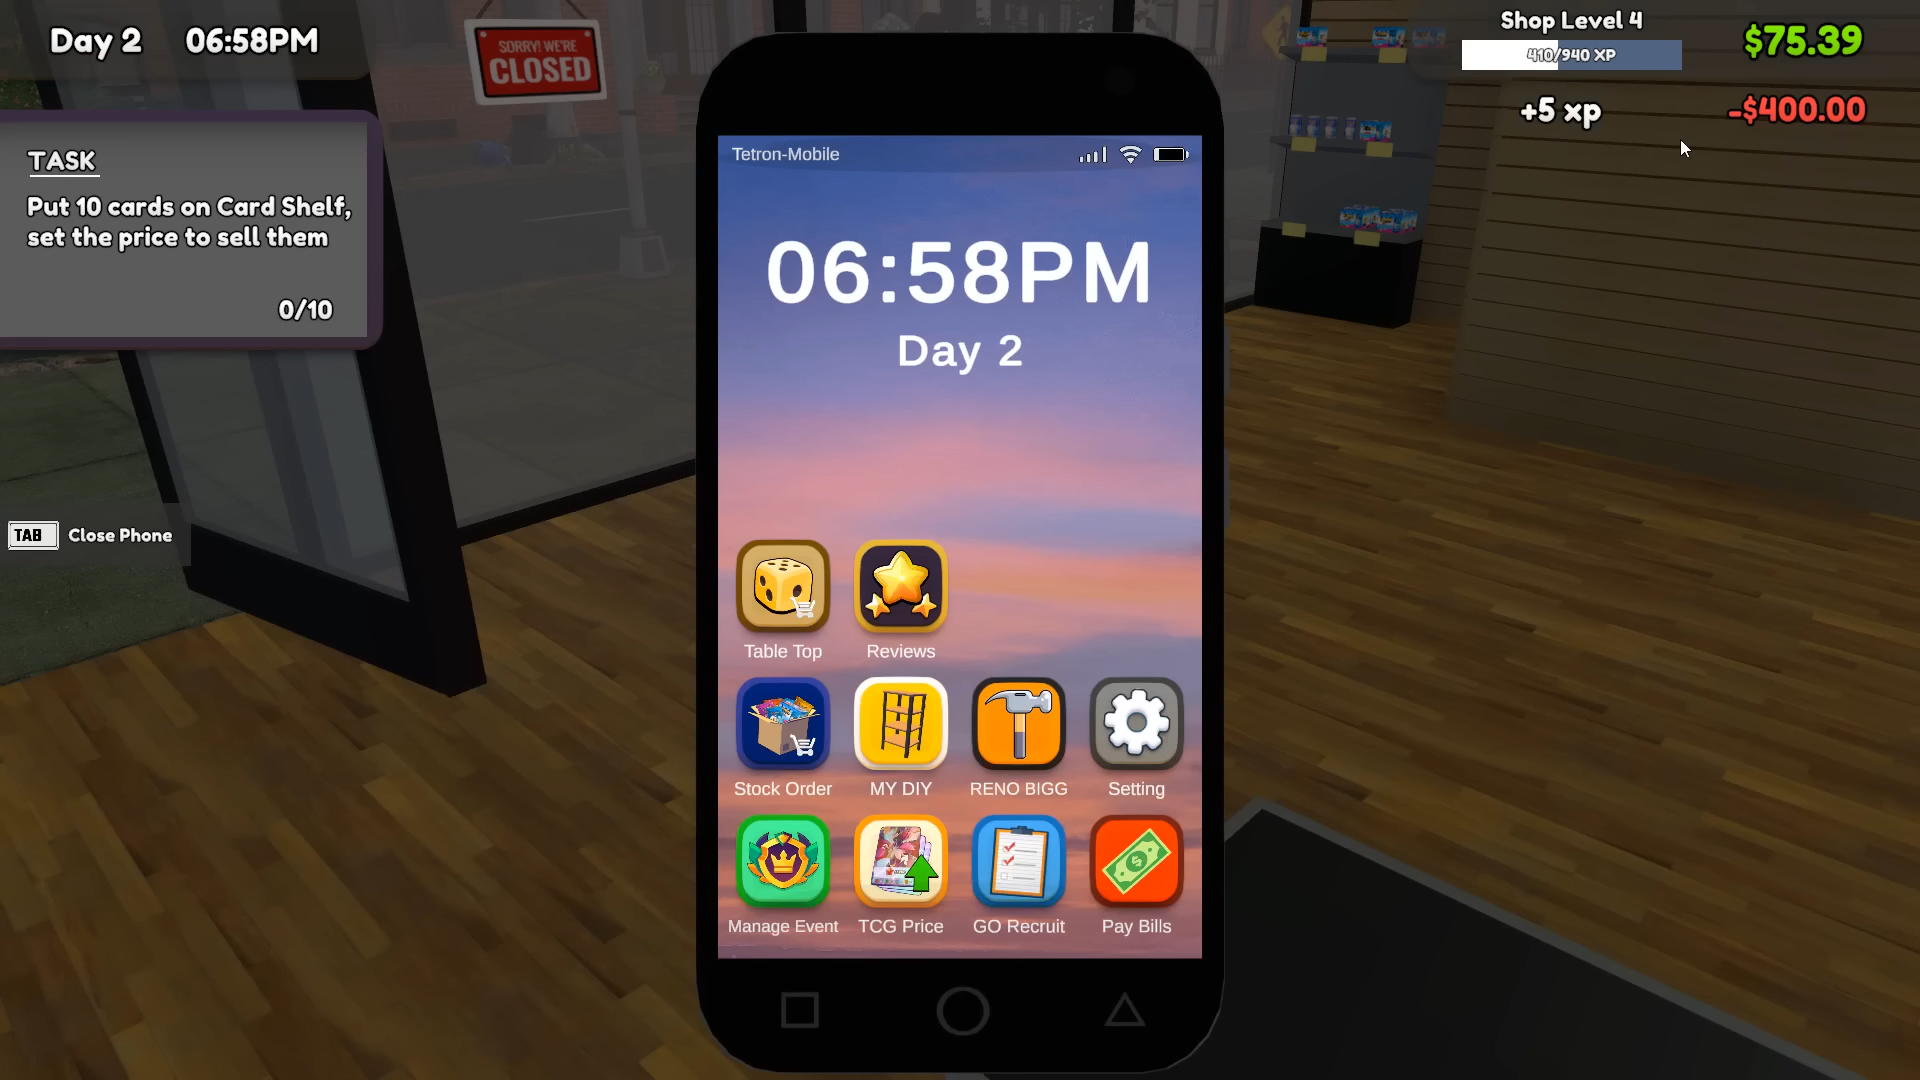 Day 2 06:58PM
SORRY! WE'RE
CLOSED
Shop Level 4
410/940 XP
$75.39
+5 xp
-$400.00
TASK
Put 10 cards on Card Shelf,
set the price to sell them
0/10
TAB Close Phone
Tetron-Mobile
06:58PM
Day 2
Table Top
Reviews
Stock Order
MY DIY
RENO BIGG
Setting
Manage Event
TCG Price
GO Recruit
Pay Bills